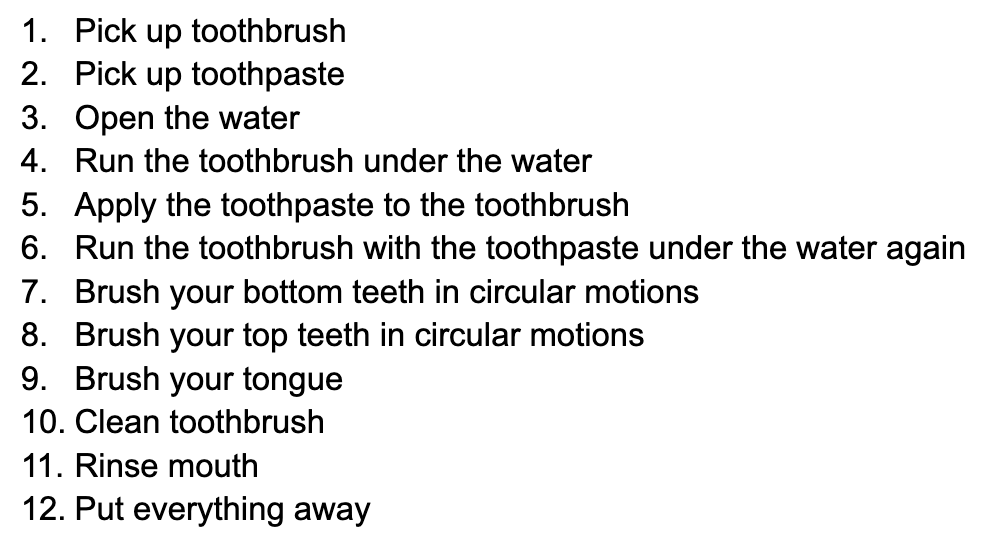 1. Pick up toothbrush
2. Pick up toothpaste
3. Open the water
4. Run the toothbrush under the water
5. Apply the toothpaste to the toothbrush
6. Run the toothbrush with the toothpaste under the water again
7. Brush your bottom teeth in circular motions
8. Brush your top teeth in circular motions
9. Brush your tongue
10. Clean toothbrush
11. Rinse mouth
12. Put everything away